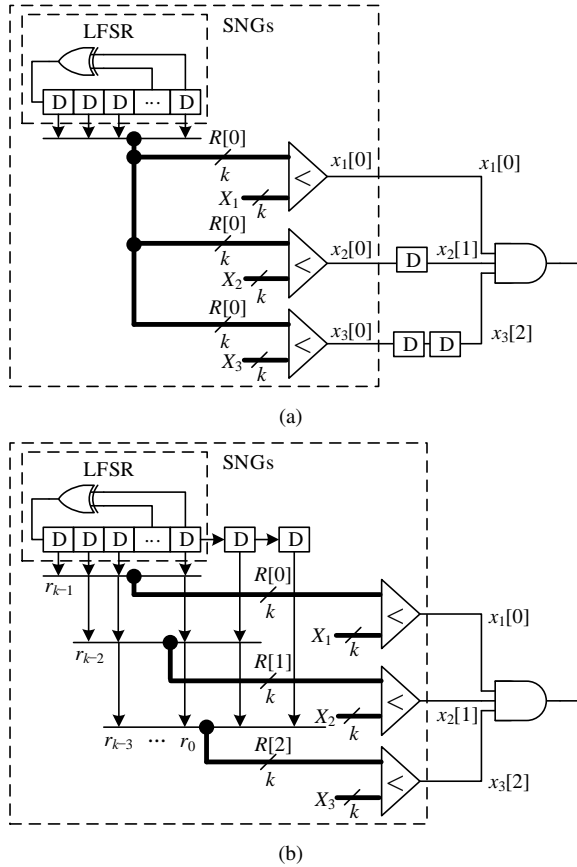 LFSR
SNGs
D D D ... D
R[0]
k
<
x1[0]
x1[0]
X1
k
R[0]
k
<
x2[0]
D
x2[1]
X2
k
R[0]
k
<
x3[0]
D D
x3[2]
X3
k
(a)
LFSR
SNGs
D D D ... D D D
rk−1
R[0]
k
<
x1[0]
X1
k
rk−2
R[1]
k
<
x2[1]
X2
k
rk−3 ... r0
R[2]
k
<
x3[2]
X3
k
(b)